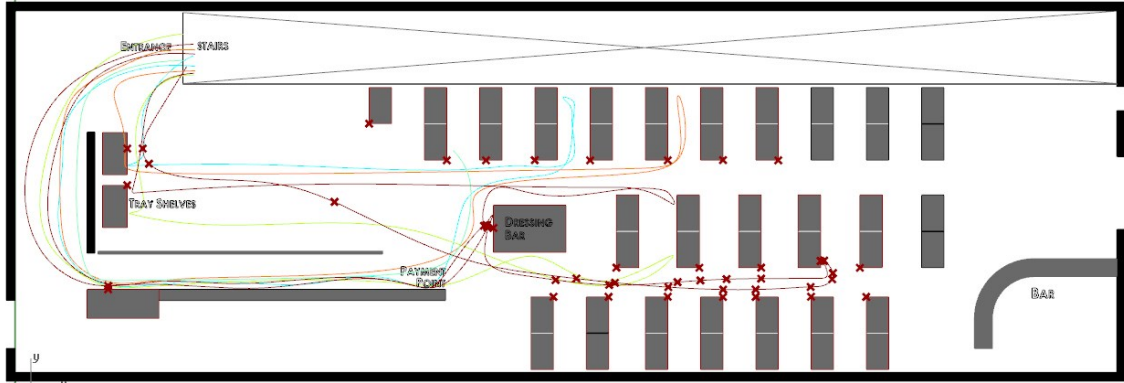 ENTRANCE STAIRS
TRAY SHELVES
DRESSING
BAR
PAYMENT
POINT
BAR
y